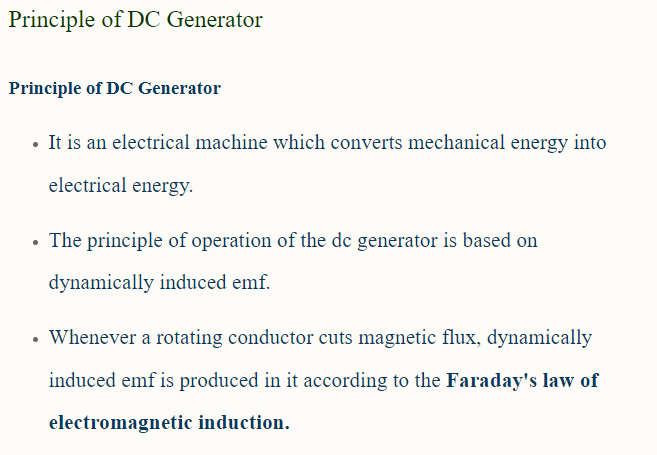 Principle of DC Generator
Principle of DC Generator
• It is an electrical machine which converts mechanical energy into
electrical energy.
• The principle of operation of the dc generator is based on
dynamically induced emf.
• Whenever a rotating conductor cuts magnetic flux, dynamically
induced emf is produced in it according to the Faraday's law of
electromagnetic induction.